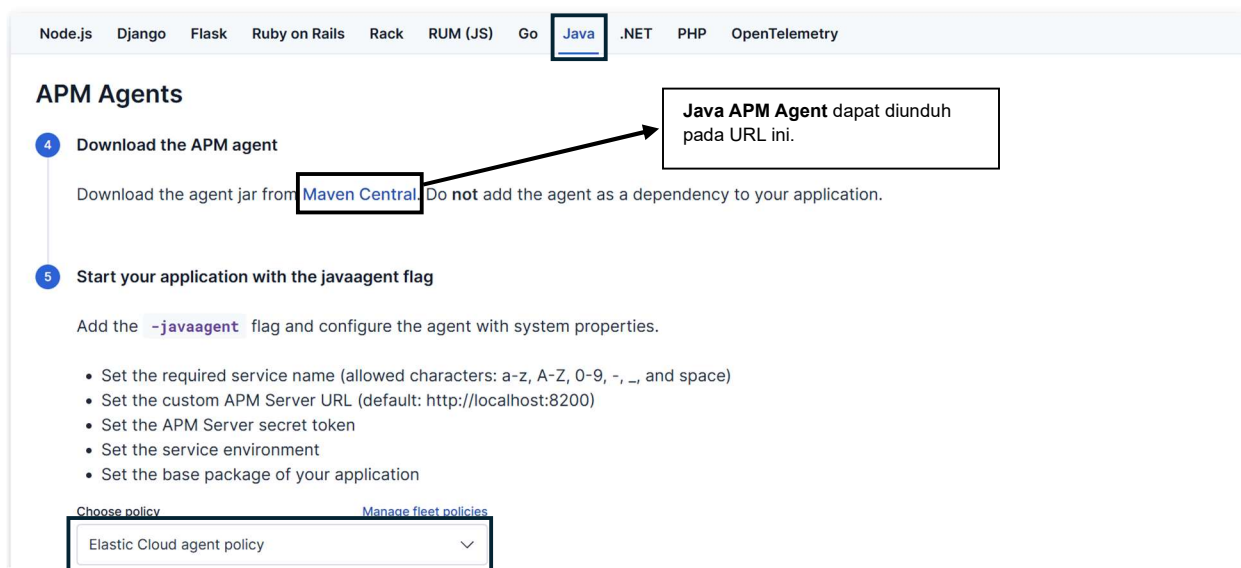 Node.js Django Flask Ruby on Rails Rack RUM (JS) Go Java .NET PHP OpenTelemetry
APM Agents
Java APM Agent dapat diunduh
pada URL ini.
4 Download the APM agent
Download the agent jar from Maven Central. Do not add the agent as a dependency to your application.
5 Start your application with the javaagent flag
Add the -javaagent flag and configure the agent with system properties.
• Set the required service name (allowed characters: a-z, A-Z, 0-9, -, _, and space)
• Set the custom APM Server URL (default: http://localhost:8200)
• Set the APM Server secret token
• Set the service environment
• Set the base package of your application
Choose policy Manage fleet policies
Elastic Cloud agent policy